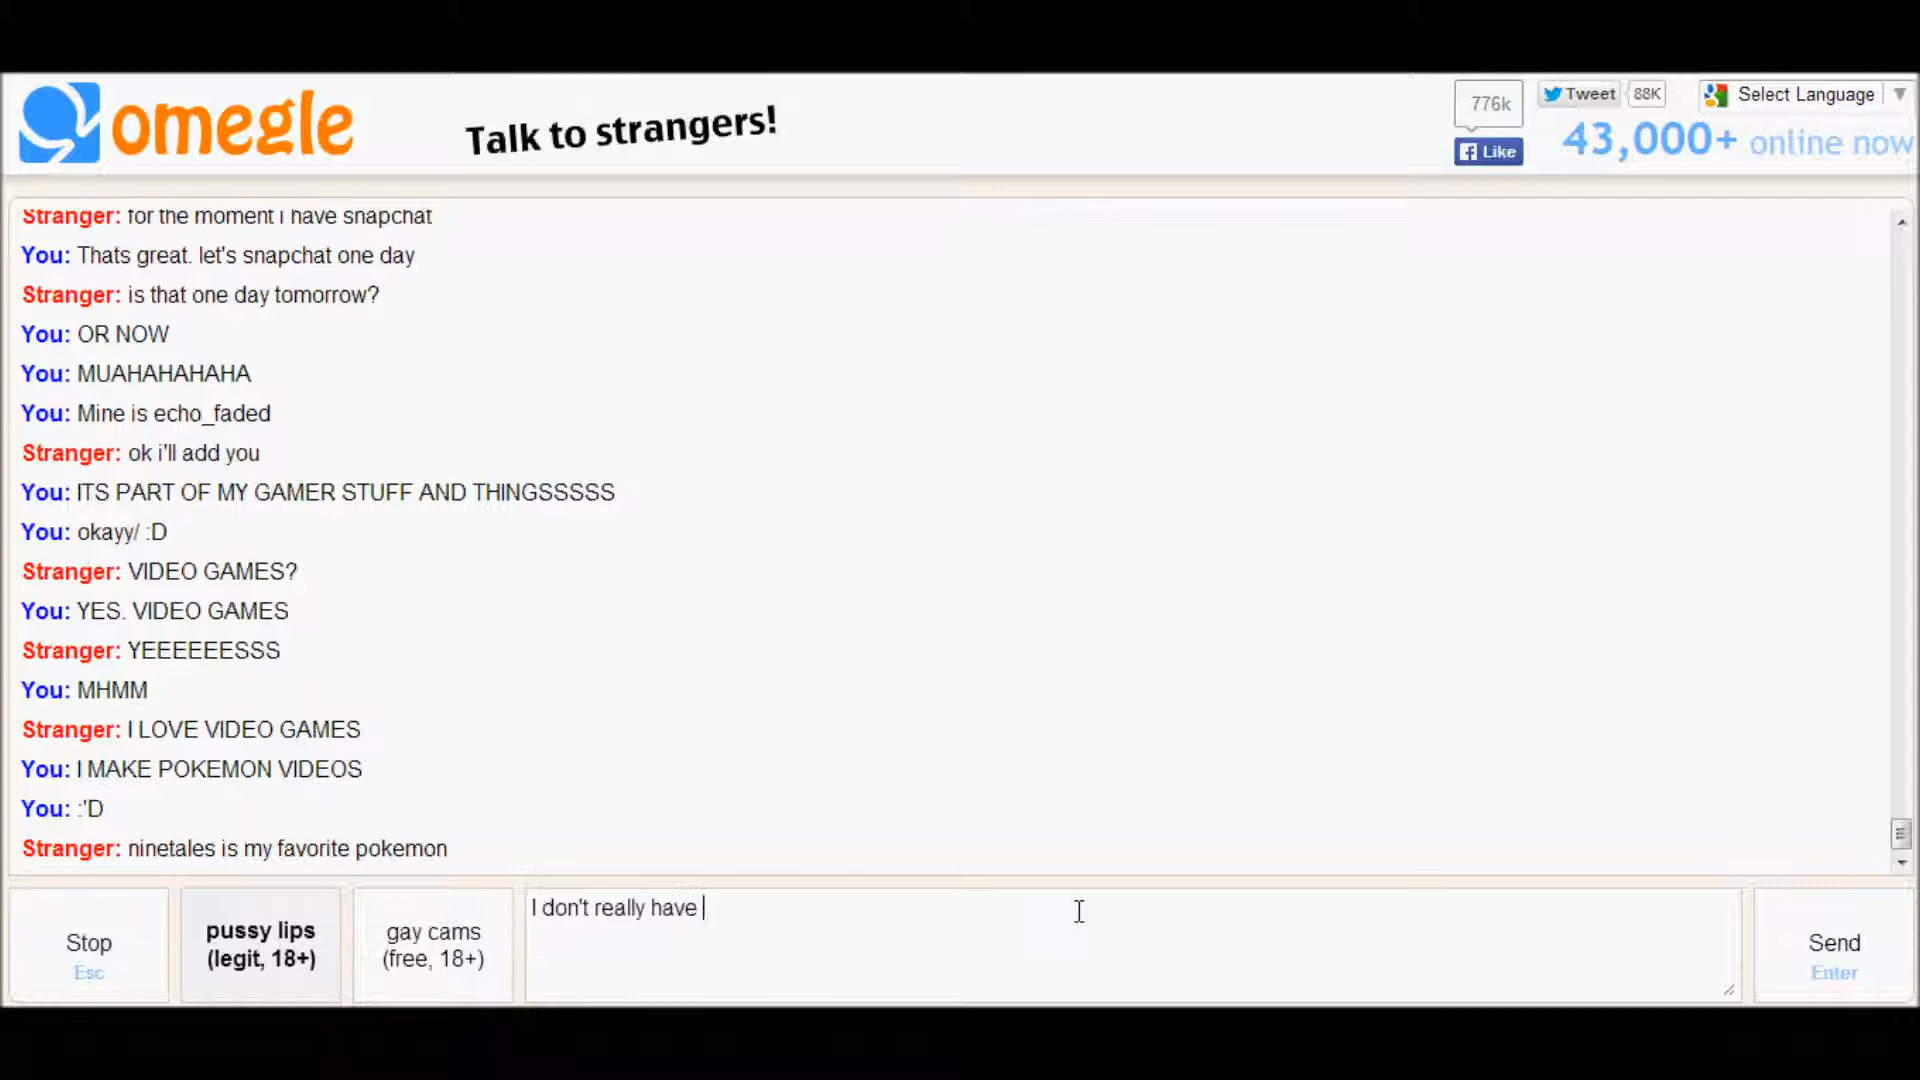 omegle
Talk to strangers!
776k
Like
Tweet
88K
Select Language
43,000+ online now
Stranger: for the moment i have snapchat
You: Thats great. let's snapchat one day
Stranger: is that one day tomorrow?
You: OR NOW
You: MUAHAHAHAHA
You: Mine is echo_faded
Stranger: ok i'll add you
You: ITS PART OF MY GAMER STUFF AND THINGSSSSS
You: okayy/ :D
Stranger: VIDEO GAMES?
You: YES. VIDEO GAMES
Stranger: YEEEEEESSS
You: MHMM
Stranger: I LOVE VIDEO GAMES
You: I MAKE POKEMON VIDEOS
You: :'D
Stranger: ninetales is my favorite pokemon
Stop
Esc
pussy lips
(legit, 18+)
gay cams
(free, 18+)
I don't really have
Send
Enter